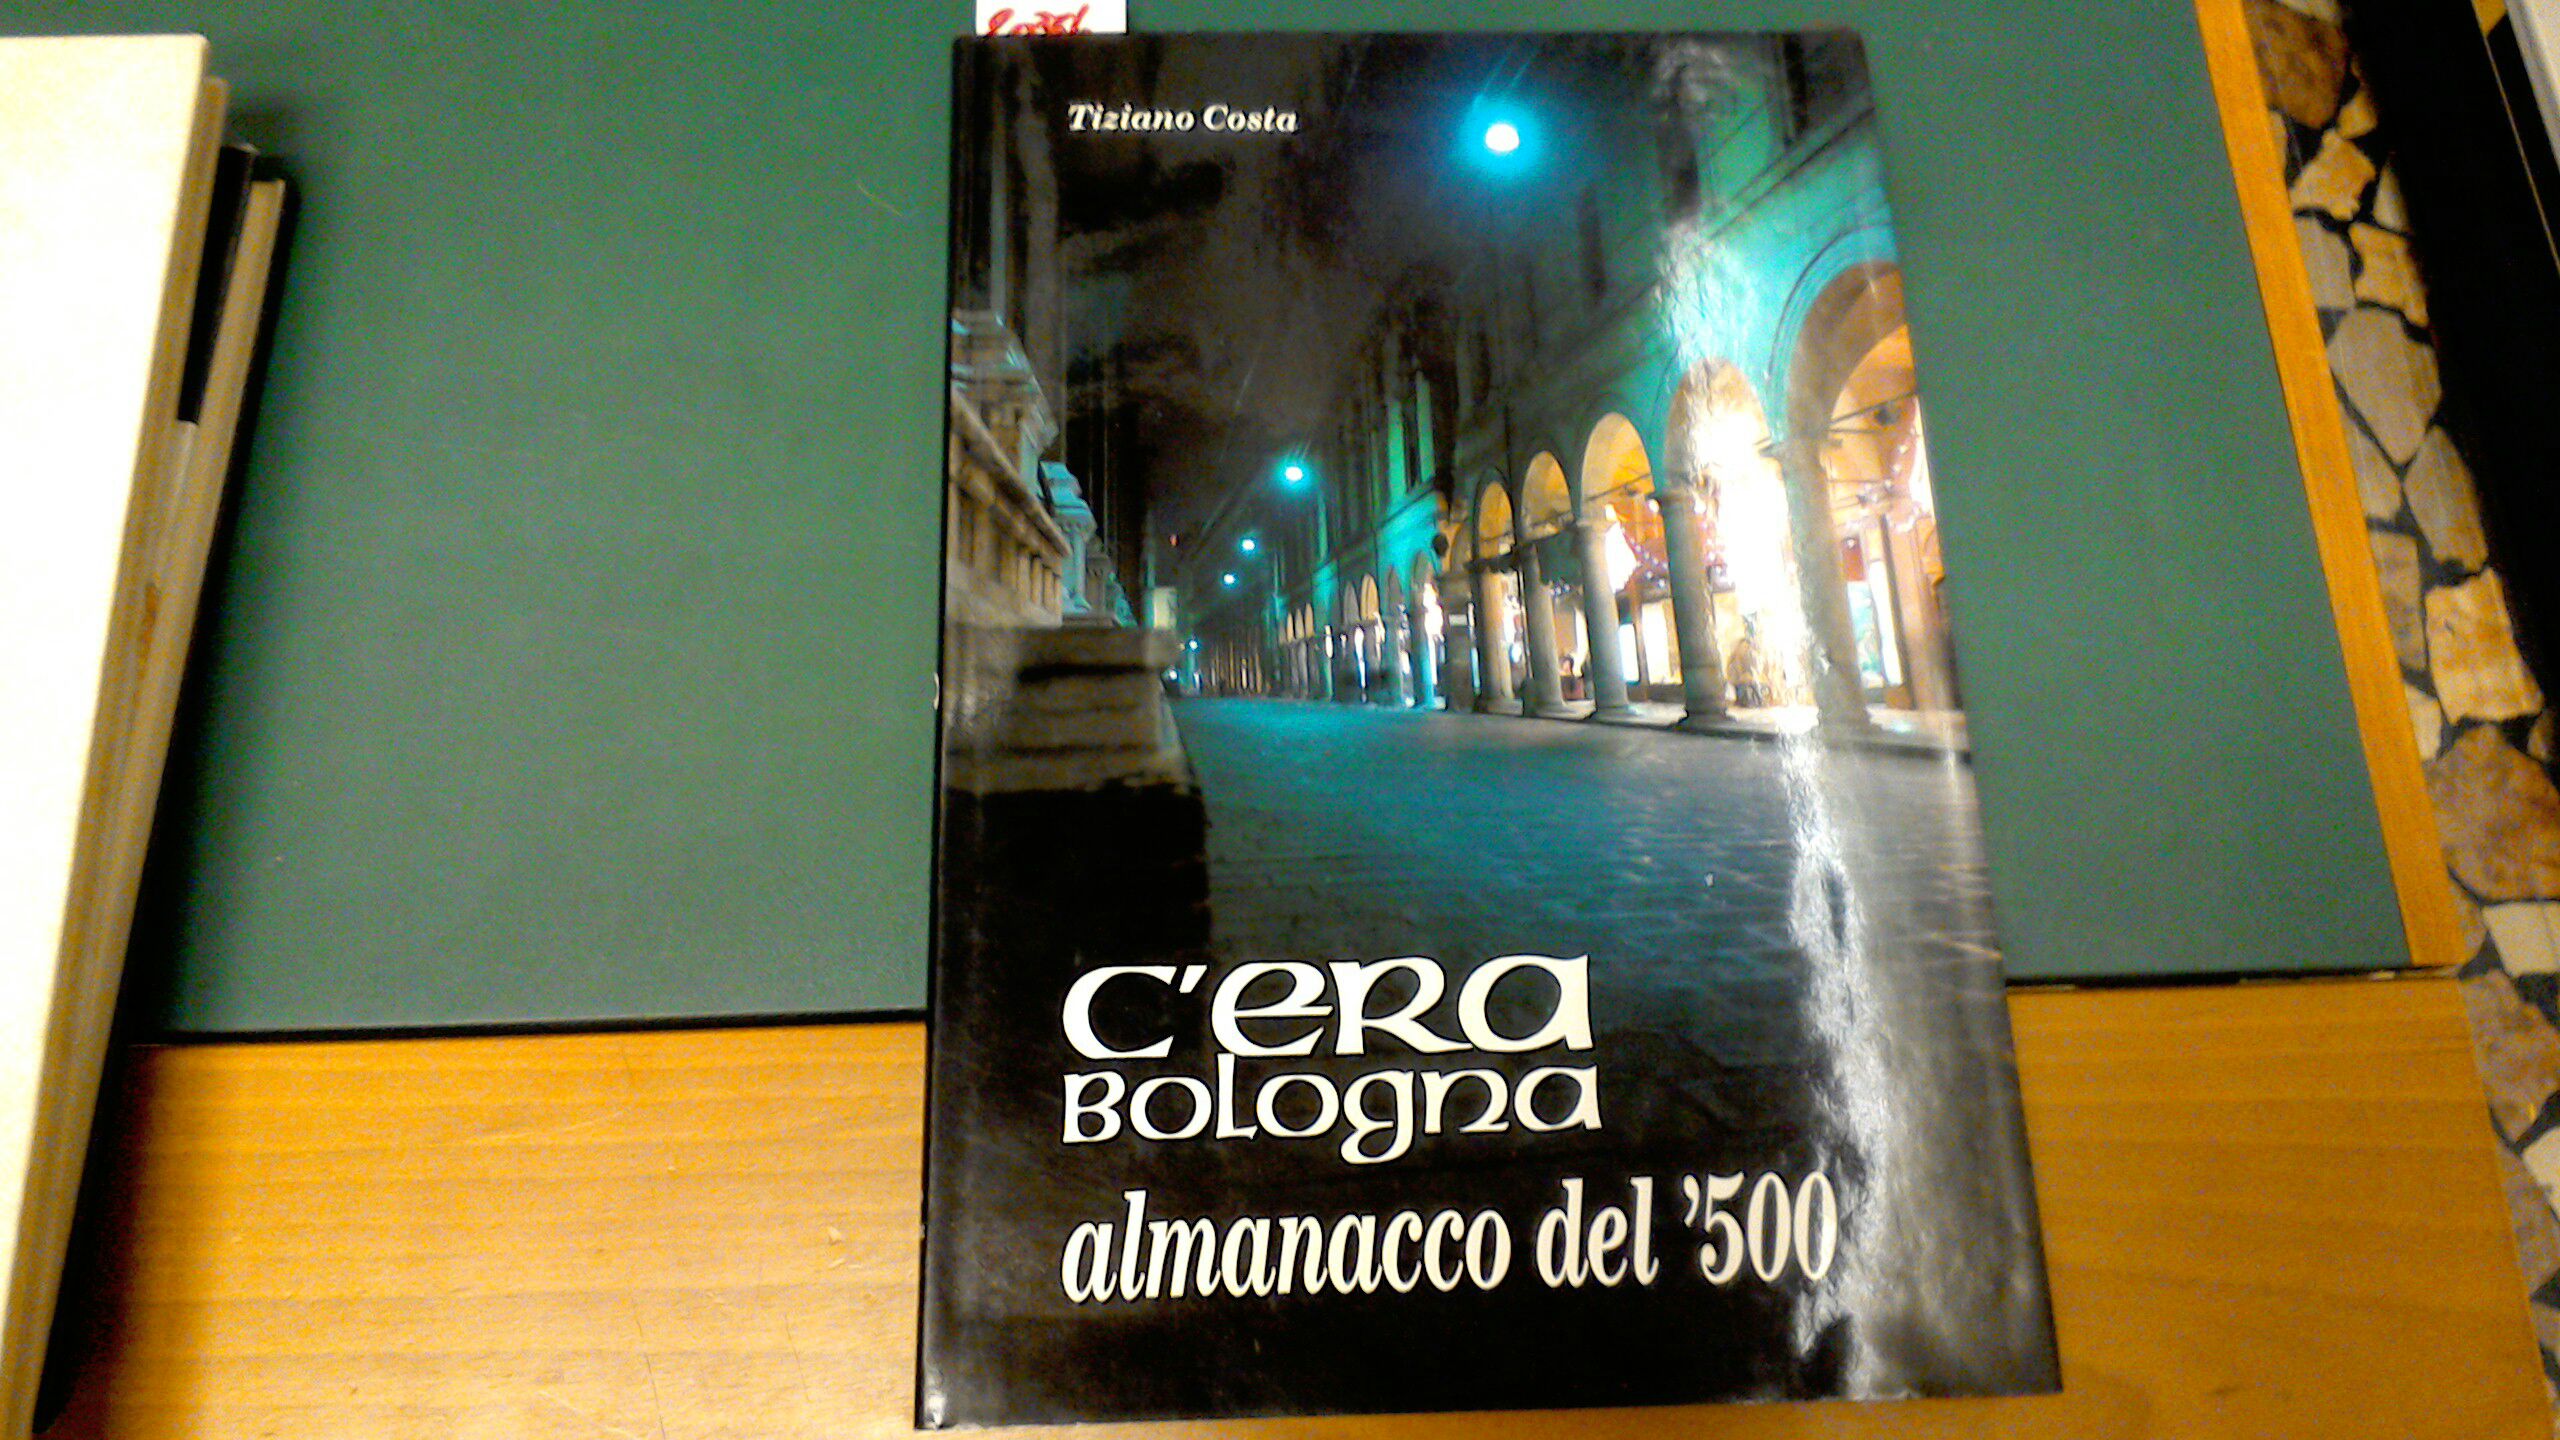 Tiziano Costa
C'era
Bologna
almanacco del '500